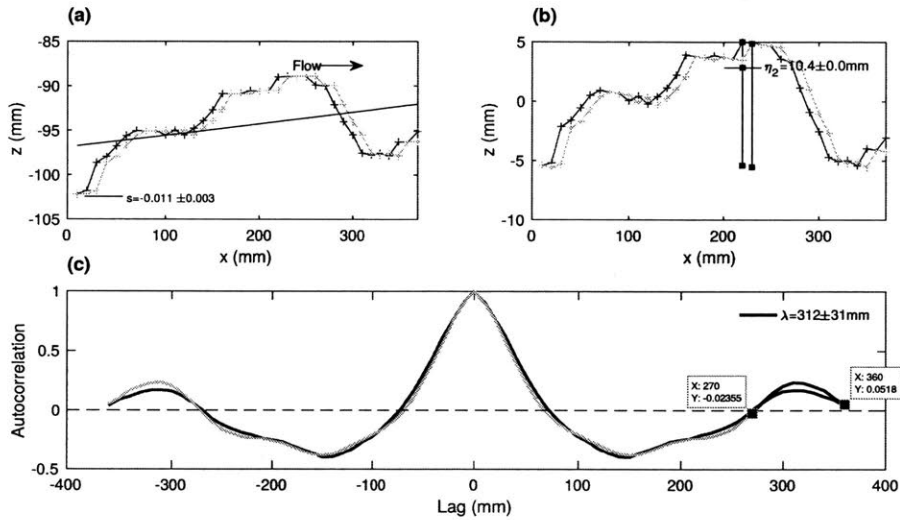 (a)
-85
-90
-95
-100
-105
z (mm)
Flow
s=-0.011 ±0.003
0
100
200
300
x (mm)
(b)
5
0
-5
-10
z (mm)
η2=10.4±0.0mm
0
100
200
300
x (mm)
(c)
1
0.5
0
-0.5
Autocorrelation
λ=312±31mm
X: 270
Y: -0.02355
X: 360
Y: 0.0518
-400
-300
-200
-100
0
100
200
300
400
Lag (mm)